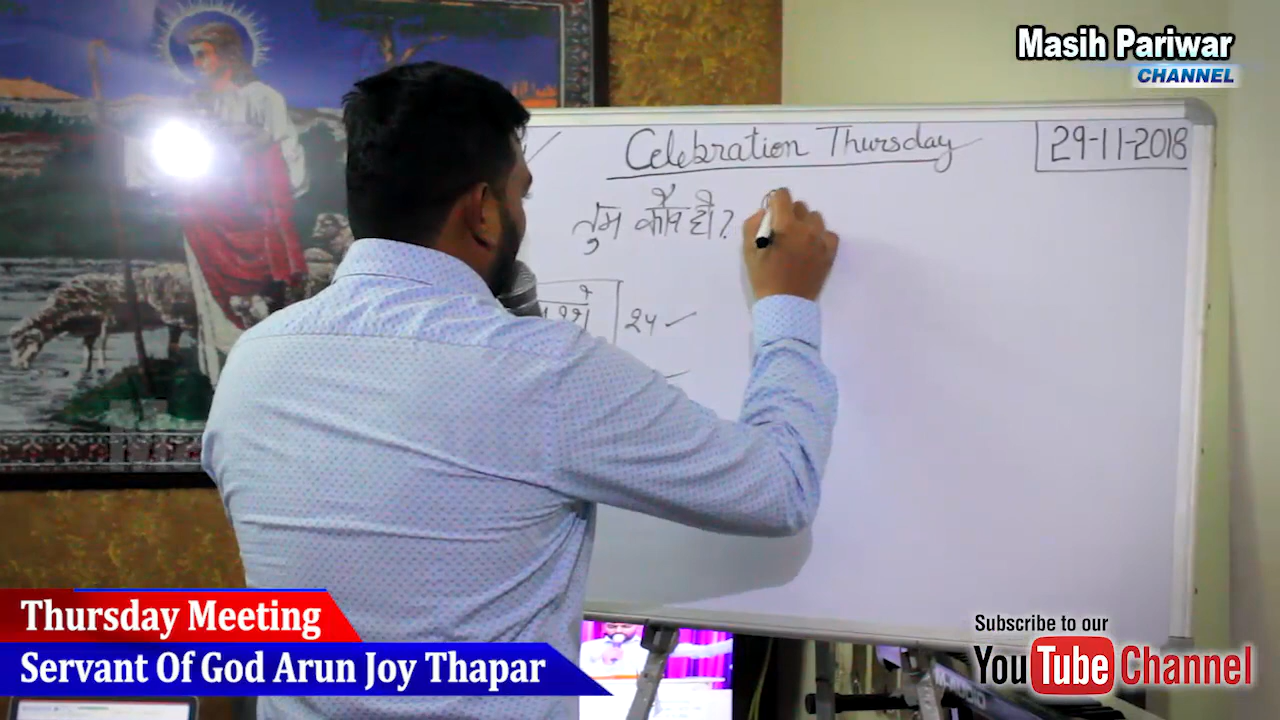 Masih Pariwar
CHANNEL
Celebration Thursday
29-11-2018
तुम कौन हो?
२५
Thursday Meeting
Servant Of God Arun Joy Thapar
Subscribe to our
YouTube Channel